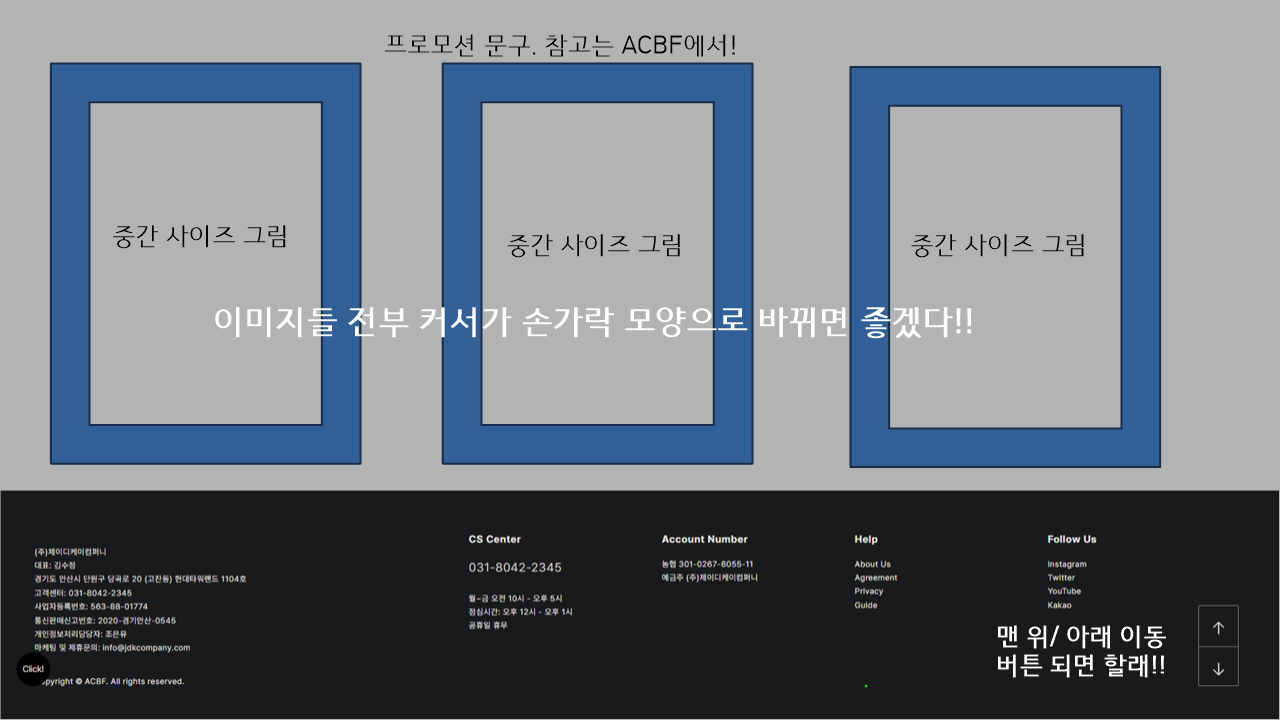 프로모션 문구. 참고는 ACBF에서!
중간 사이즈 그림
중간 사이즈 그림
중간 사이즈 그림
이미지들 전부 커서가 손가락 모양으로 바뀌면 좋겠다!!
(주)제이디케이컴퍼니
대표: 김수정
경기도 안산시 단원구 당곡로 20 (고잔동) 현대타워랜드 1104호
고객센터: 031-8042-2345
사업자등록번호: 563-88-01774
통신판매신고번호: 2020-경기안산-0545
개인정보처리담당자: 조은유
마케팅 및 제휴문의: info@jdkcompany.com
Click!
opyright © ACBF. All rights reserved.
CS Center
031-8042-2345
월~금 오전 10시 - 오후 5시
점심시간: 오후 12시 - 오후 1시
공휴일 휴무
Account Number
농협 301-0267-6055-11
예금주 (주)제이디케이컴퍼니
Help
About Us
Agreement
Privacy
Guide
Follow Us
Instagram
Twitter
YouTube
Kakao
맨 위/ 아래 이동
버튼 되면 할래!!